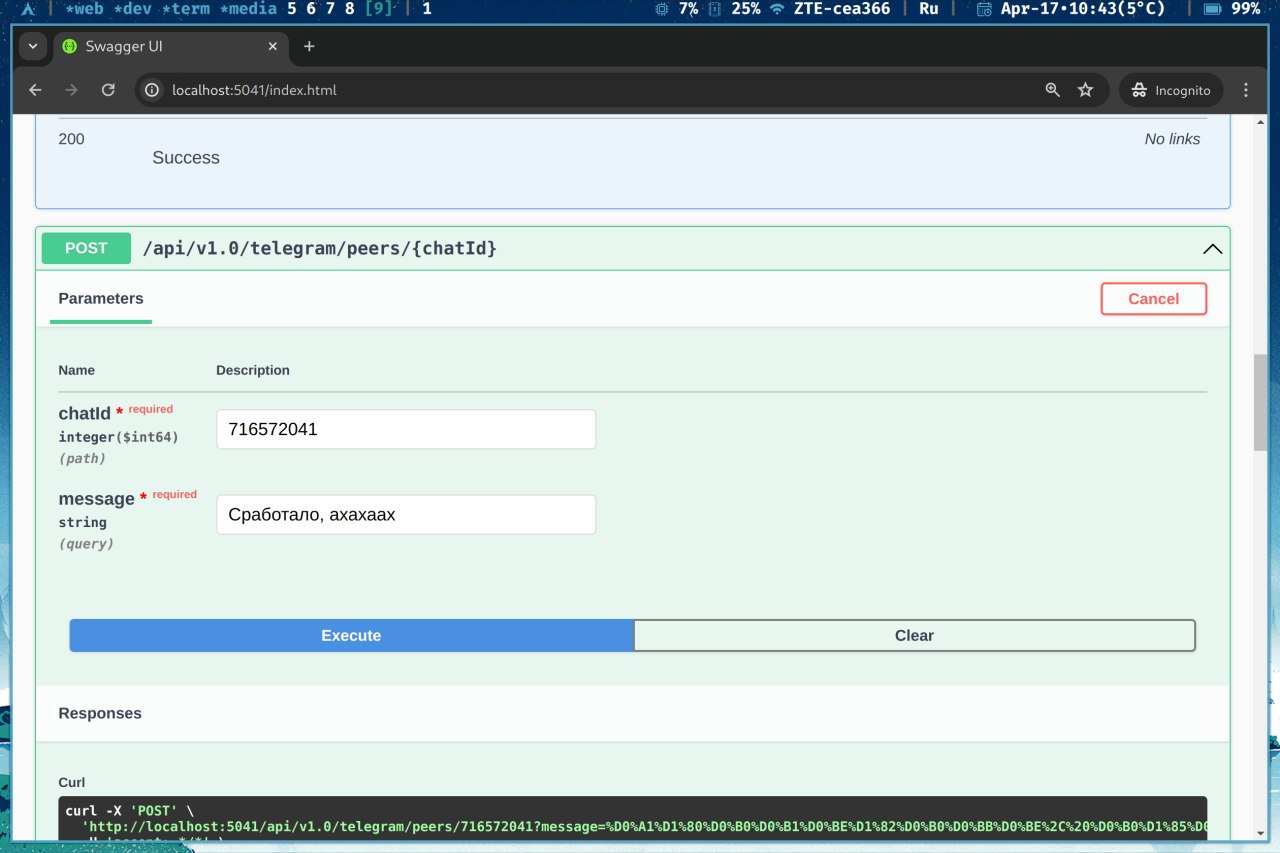 *web *dev *term *media 5 6 7 8 [9] | 1 7% 25% ZTE-cea366 | Ru | Apr-17•10:43(5°C) | 99%
Swagger UI
localhost:5041/index.html Incognito
200 No links
Success
POST /api/v1.0/telegram/peers/{chatId}
Parameters Cancel
Name Description
chatId * required
integer($int64) 716572041
(path)
message * required
string Сработало, ахахаах
(query)
Execute Clear
Responses
Curl
curl -X 'POST' \
'http://localhost:5041/api/v1.0/telegram/peers/716572041?message=%D0%A1%D1%80%D0%B0%D0%B1%D0%BE%D1%82%D0%B0%D0%BB%D0%BE%2C%20%D0%B0%D1%85%D0